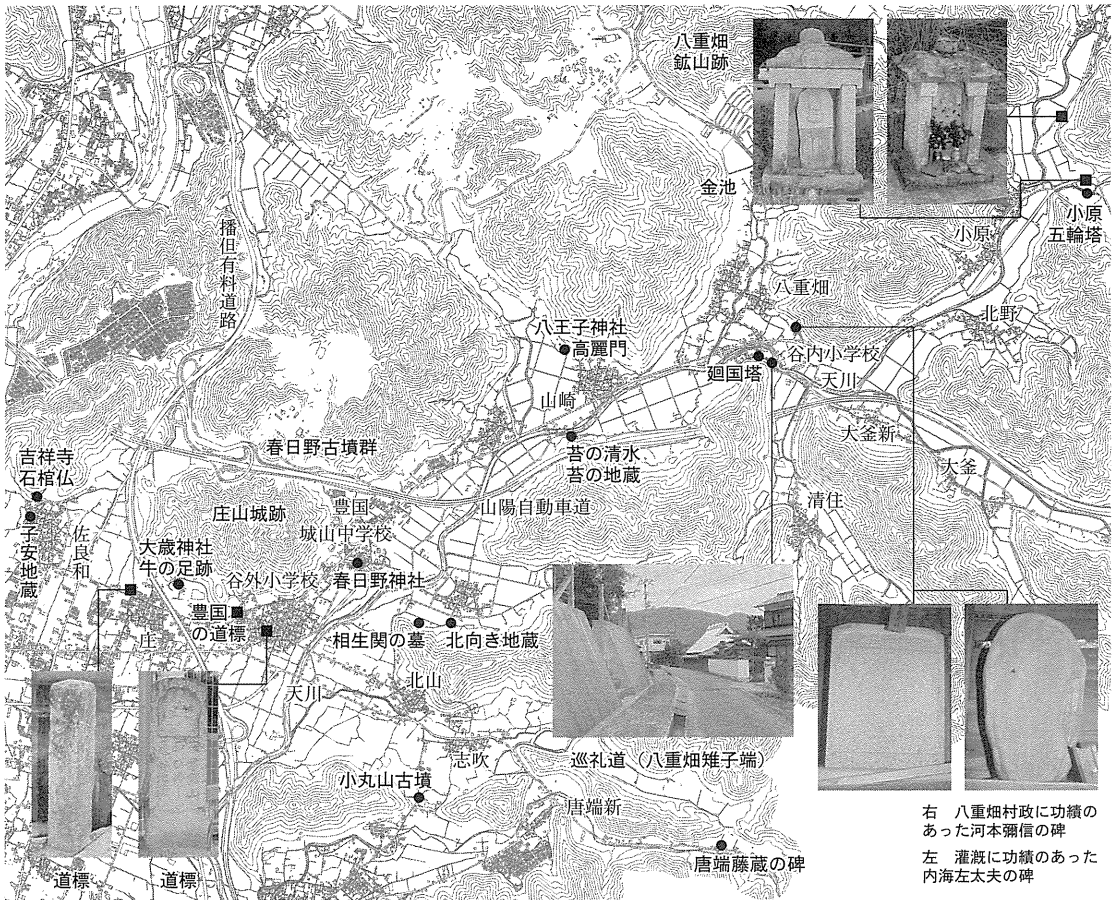 八重畑
鉱山跡
金池
小原
五輪塔
小原
播但有料道路
八重畑
北野
八王子神社
高麗門
谷内小学校
廻国塔
天川
山崎
大釜新
春日野古墳群
苔の清水
苔の地蔵
大釜
吉祥寺
石棺仏
豊国
山陽自動車道
清住
庄山城跡
城山中学校
子安地蔵
佐良和
大歳神社
牛の足跡
谷外小学校
春日野神社
豊国
の道標
庄
相生関の墓
北向き地蔵
北山
天川
志吹
巡礼道（八重畑雉子端）
小丸山古墳
唐端新
唐端藤蔵の碑
道標
道標
右　八重畑村政に功績の
あった河本彌信の碑
左　灌漑に功績のあった
内海左太夫の碑